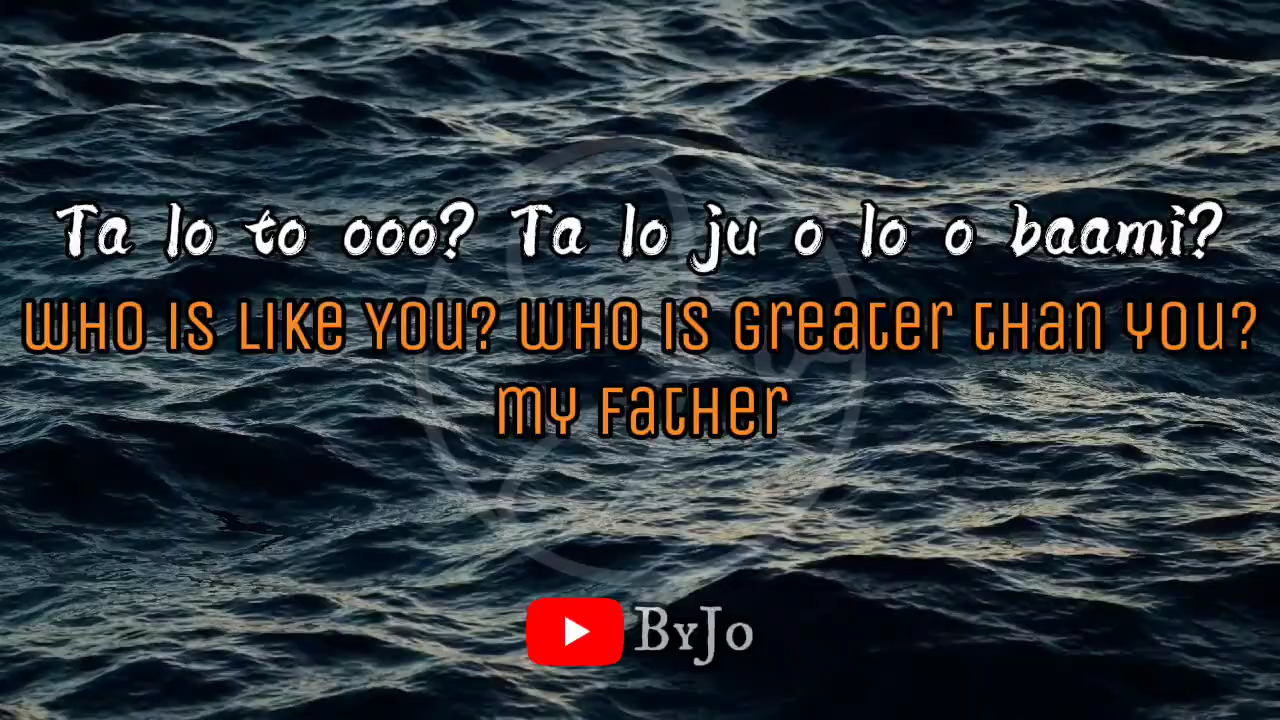 Ta lo to ooo? Ta lo ju o lo o baami?
WHO IS LIKE YOU? WHO IS Greater than You?
my Father
ByJo